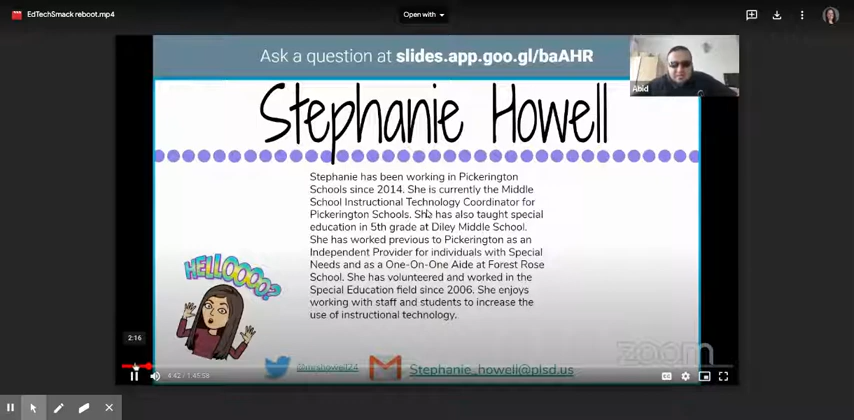 EdTechSmack reboot.mp4
Open with
Ask a question at slides.app.goo.gl/baAHR
Abid
Stephanie Howell
Stephanie has been working in Pickerington
Schools since 2014. She is currently the Middle
School Instructional Technology Coordinator for
Pickerington Schools. She has also taught special
education in 5th grade at Diley Middle School.
She has worked previous to Pickerington as an
Independent Provider for individuals with Special
Needs and as a One-On-One Aide at Forest Rose
School. She has volunteered and worked in the
Special Education field since 2006. She enjoys
working with staff and students to increase the
use of instructional technology.
HELLOOOO?
zoom
2:16
@mrshowell24
Stephanie_howell@plsd.us
4:42 / 1:45:58
CC